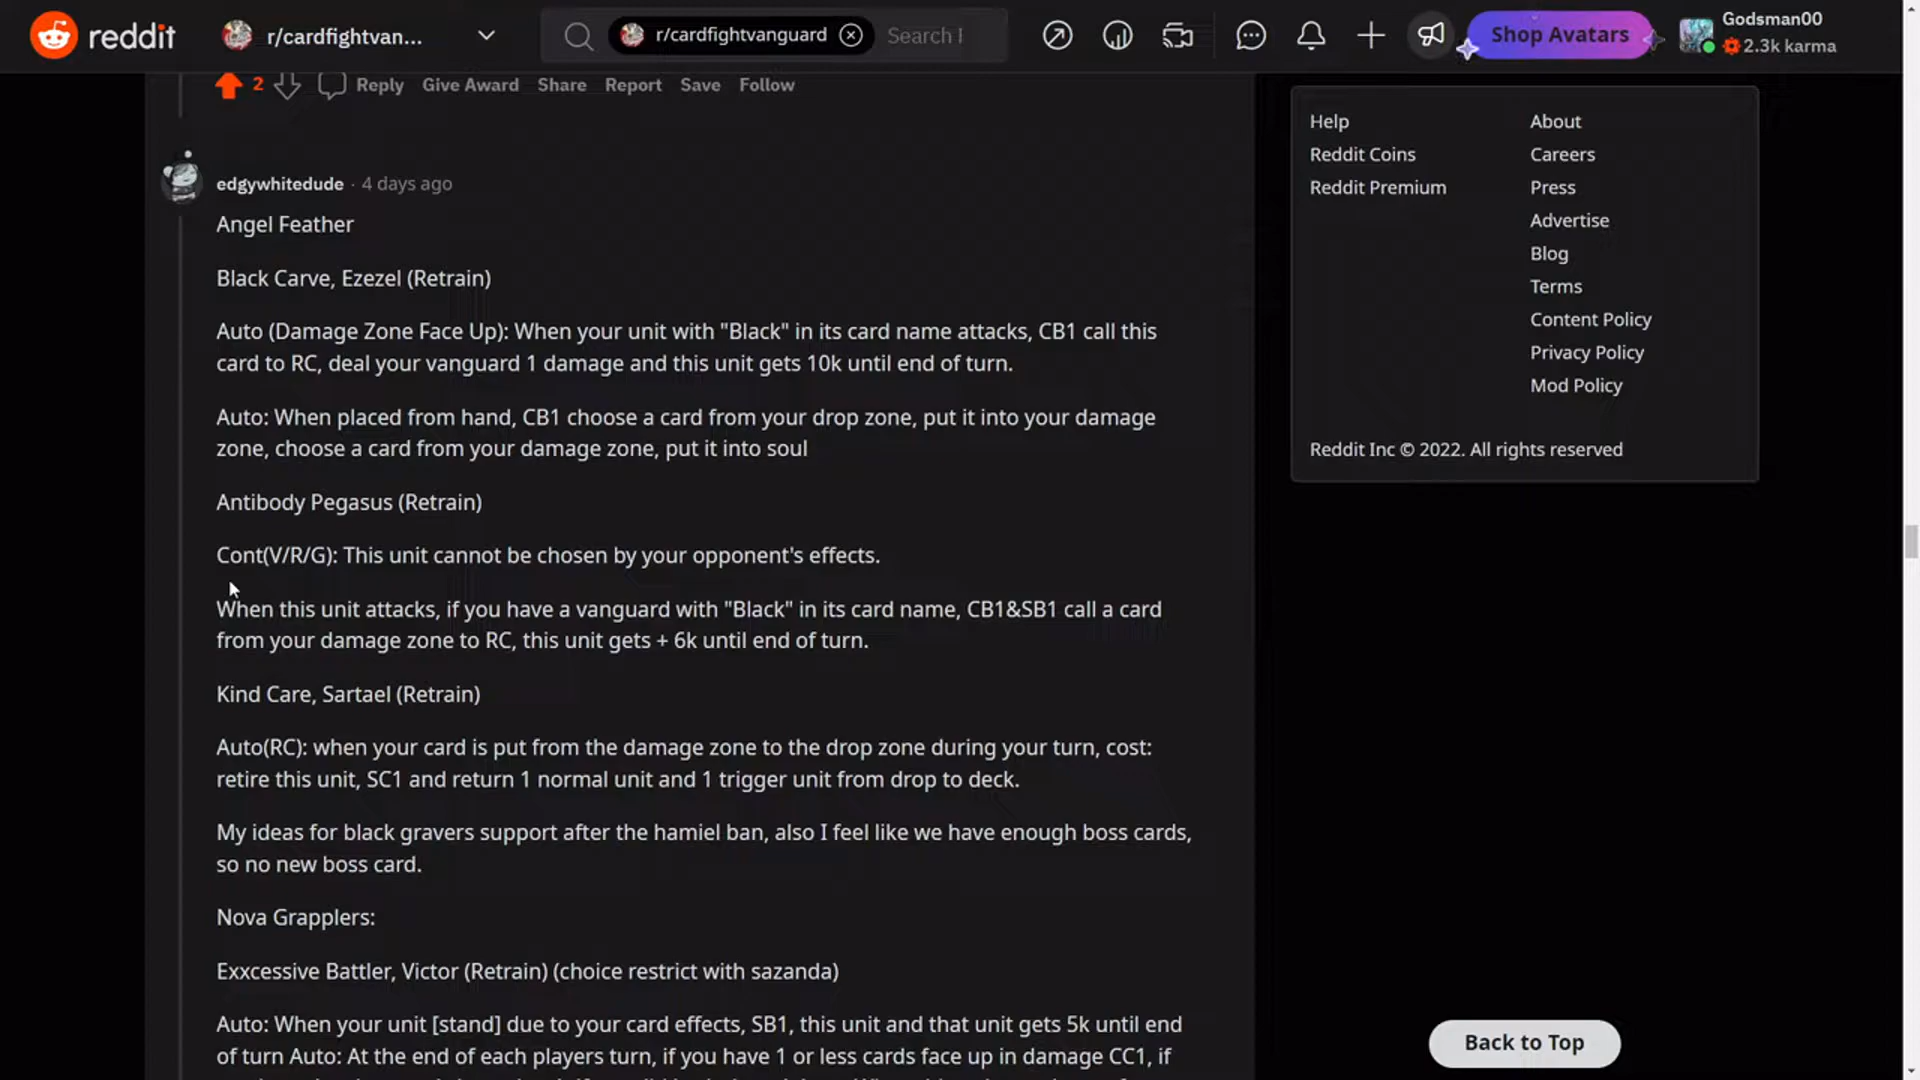 reddit r/cardfightvan... r/cardfightvanguard Search Shop Avatars Godsman00
2.3k karma
2 Reply Give Award Share Report Save Follow
edgywhitedude · 4 days ago
Angel Feather
Black Carve, Ezezel (Retrain)
Auto (Damage Zone Face Up): When your unit with "Black" in its card name attacks, CB1 call this
card to RC, deal your vanguard 1 damage and this unit gets 10k until end of turn.
Auto: When placed from hand, CB1 choose a card from your drop zone, put it into your damage
zone, choose a card from your damage zone, put it into soul
Antibody Pegasus (Retrain)
Cont(V/R/G): This unit cannot be chosen by your opponent's effects.
When this unit attacks, if you have a vanguard with "Black" in its card name, CB1&SB1 call a card
from your damage zone to RC, this unit gets + 6k until end of turn.
Kind Care, Sartael (Retrain)
Auto(RC): when your card is put from the damage zone to the drop zone during your turn, cost:
retire this unit, SC1 and return 1 normal unit and 1 trigger unit from drop to deck.
My ideas for black gravers support after the hamiel ban, also I feel like we have enough boss cards,
so no new boss card.
Nova Grapplers:
Exxcessive Battler, Victor (Retrain) (choice restrict with sazanda)
Auto: When your unit [stand] due to your card effects, SB1, this unit and that unit gets 5k until end
of turn Auto: At the end of each players turn, if you have 1 or less cards face up in damage CC1, if
Help
Reddit Coins
Reddit Premium
About
Careers
Press
Advertise
Blog
Terms
Content Policy
Privacy Policy
Mod Policy
Reddit Inc © 2022. All rights reserved
Back to Top